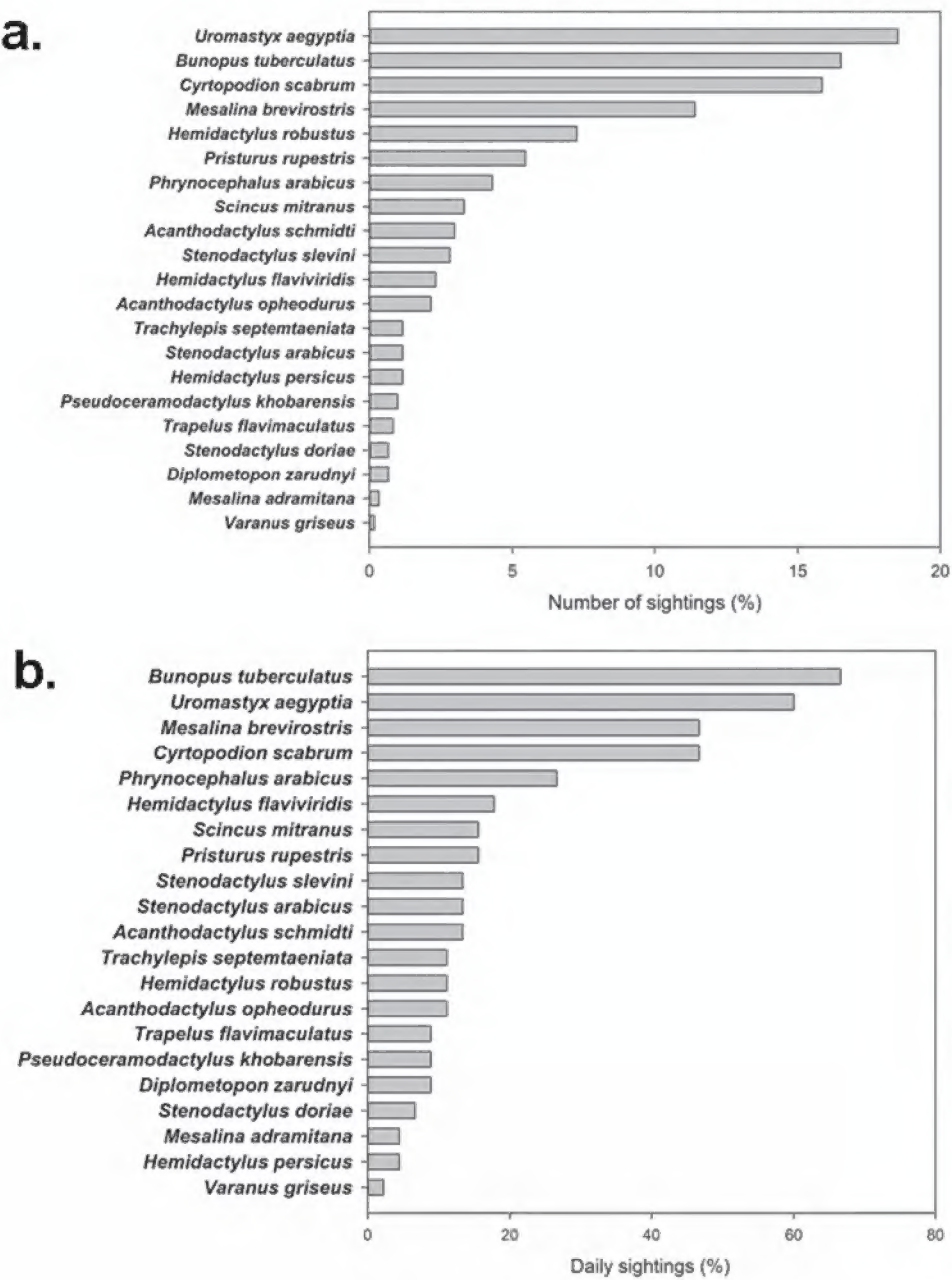 a.
Uromastyx aegyptia
Bunopus tuberculatus
Cyrtopodion scabrum
Mesalina brevirostris
Hemidactylus robustus
Pristurus rupestris
Phrynocephalus arabicus
Scincus mitranus
Acanthodactylus schmidti
Stenodactylus slevini
Hemidactylus flaviviridis
Acanthodactylus opheodurus
Trachylepis septemtaeniata
Stenodactylus arabicus
Hemidactylus persicus
Pseudoceramodactylus khobarensis
Trapelus flavimaculatus
Stenodactylus doriae
Diplometopon zarudnyi
Mesalina adramitana
Varanus griseus
0 5 10 15 20
Number of sightings (%)
b.
Bunopus tuberculatus
Uromastyx aegyptia
Mesalina brevirostris
Cyrtopodion scabrum
Phrynocephalus arabicus
Hemidactylus flaviviridis
Scincus mitranus
Pristurus rupestris
Stenodactylus slevini
Stenodactylus arabicus
Acanthodactylus schmidti
Trachylepis septemtaeniata
Hemidactylus robustus
Acanthodactylus opheodurus
Trapelus flavimaculatus
Pseudoceramodactylus khobarensis
Diplometopon zarudnyi
Stenodactylus doriae
Mesalina adramitana
Hemidactylus persicus
Varanus griseus
0 20 40 60 80
Daily sightings (%)